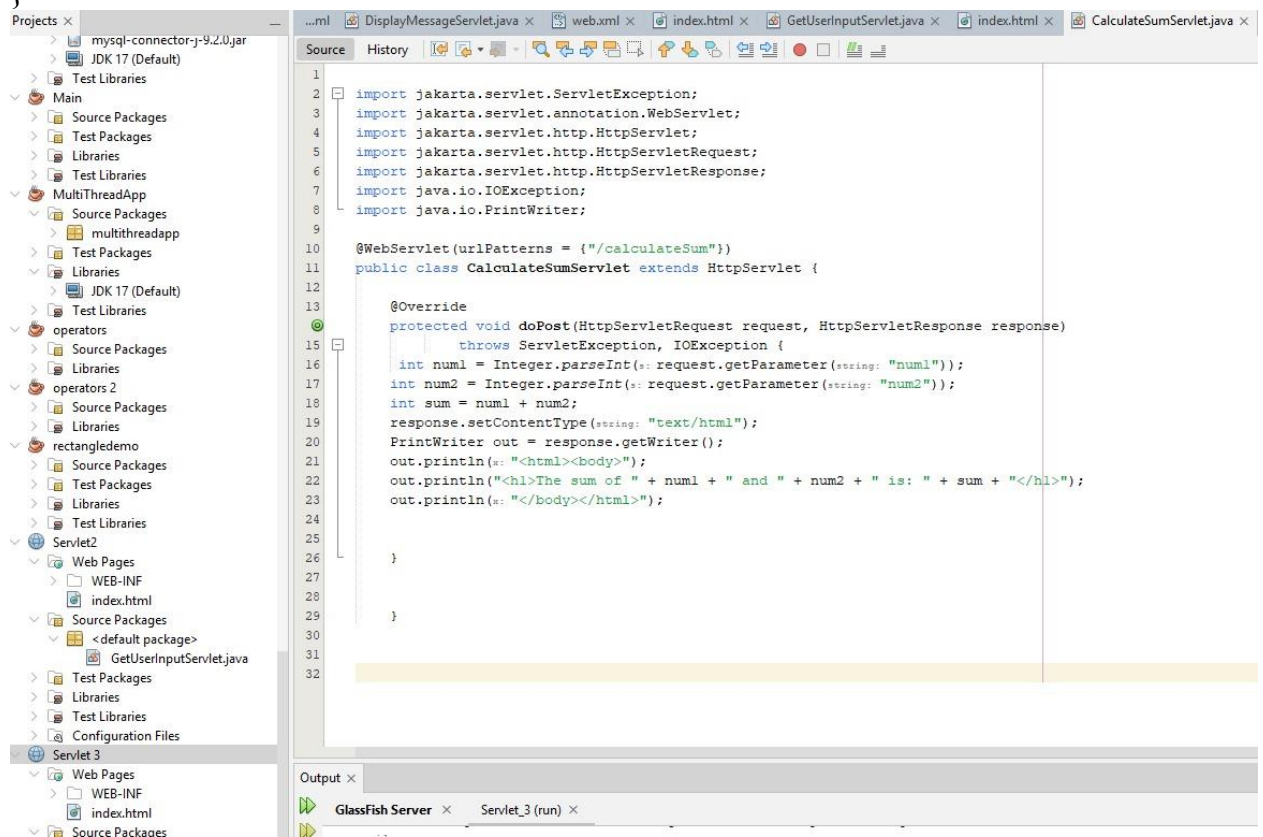 Projects
mysql-connector-j-9.2.0.jar
JDK 17 (Default)
Test Libraries
Main
Source Packages
Test Packages
Libraries
Test Libraries
MultiThreadApp
Source Packages
multithreadapp
Test Packages
Libraries
JDK 17 (Default)
Test Libraries
operators
Source Packages
Libraries
operators 2
Source Packages
Libraries
rectangledemo
Source Packages
Test Packages
Libraries
Test Libraries
Servlet2
Web Pages
WEB-INF
index.html
Source Packages
<default package>
GetUserInputServlet.java
Test Packages
Libraries
Test Libraries
Configuration Files
Servlet 3
Web Pages
WEB-INF
index.html
Source Packages
...ml DisplayMessageServlet.java web.xml index.html GetUserInputServlet.java index.html CalculateSumServlet.java
Source History
1
2 import jakarta.servlet.ServletException;
3 import jakarta.servlet.annotation.WebServlet;
4 import jakarta.servlet.http.HttpServlet;
5 import jakarta.servlet.http.HttpServletRequest;
6 import jakarta.servlet.http.HttpServletResponse;
7 import java.io.IOException;
8 import java.io.PrintWriter;
9
10 @WebServlet(urlPatterns = {"/calculateSum"})
11 public class CalculateSumServlet extends HttpServlet {
12
13 @Override
protected void doPost(HttpServletRequest request, HttpServletResponse response)
15 throws ServletException, IOException {
16 int num1 = Integer.parseInt(s: request.getParameter(string: "num1"));
17 int num2 = Integer.parseInt(s: request.getParameter(string: "num2"));
18 int sum = num1 + num2;
19 response.setContentType(string: "text/html");
20 PrintWriter out = response.getWriter();
21 out.println(x: "<html><body>");
22 out.println("<h1>The sum of " + num1 + " and " + num2 + " is: " + sum + "</h1>");
23 out.println(x: "</body></html>");
24
25
26 }
27
28
29 }
30
31
32
Output
GlassFish Server Servlet_3 (run)